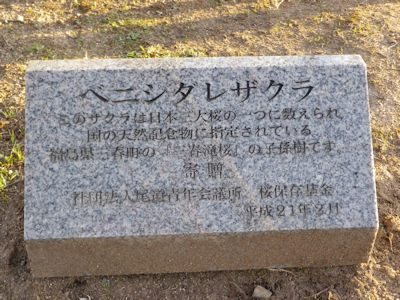 ベニシダレザクラ
このサクラは日本三大桜の一つに数えられ
国の天然記念物に指定されている
福島県三春町の「三春滝桜」の子孫樹です。
寄贈
社団法人尾道青年会議所 桜保存基金
平成21年3月